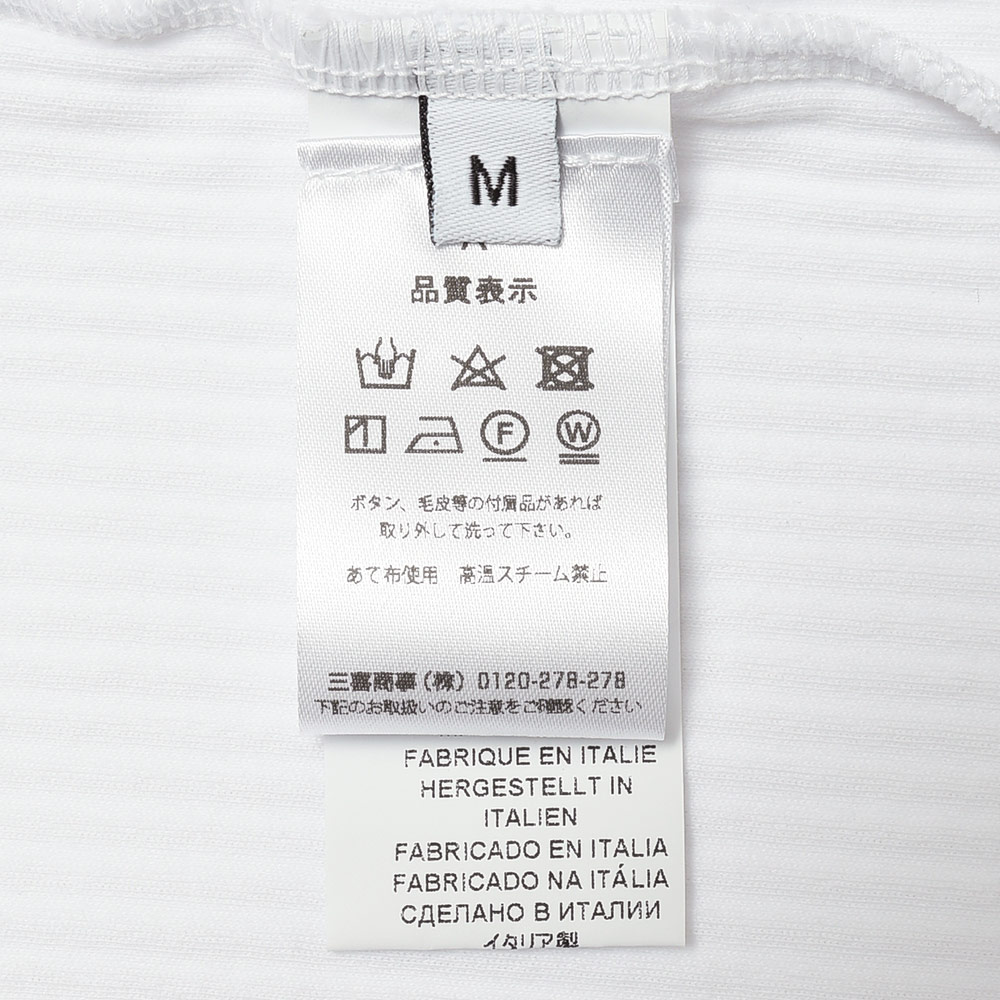 M
品質表示
F W
ボタン、毛皮等の付属品があれば
取り外して洗って下さい。
あて布使用 高温スチーム禁止
三喜商事(株) 0120-278-278
下記のお取扱いのご注意をご確認ください
FABRIQUE EN ITALIE
HERGESTELLT IN
ITALIEN
FABRICADO EN ITALIA
FABRICADO NA ITÁLIA
СДЕЛАНО В ИТАЛИИ
イタリア製